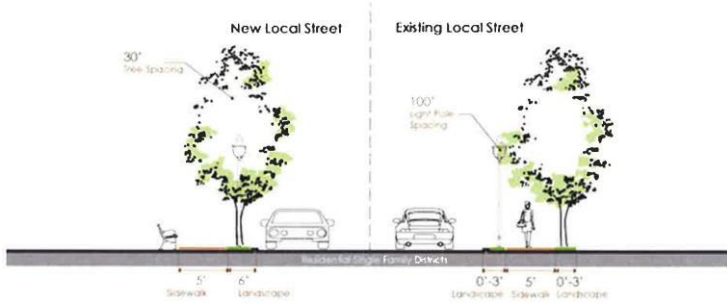 New Local Street
Existing Local Street
30"
Tree Spacing
100"
Light Pole
Spacing
Residential Single Family Districts
5'
6"
0'-3'
5'
0'-3'
Sidewalk
Landscape
Landscape
Sidewalk
Landscape